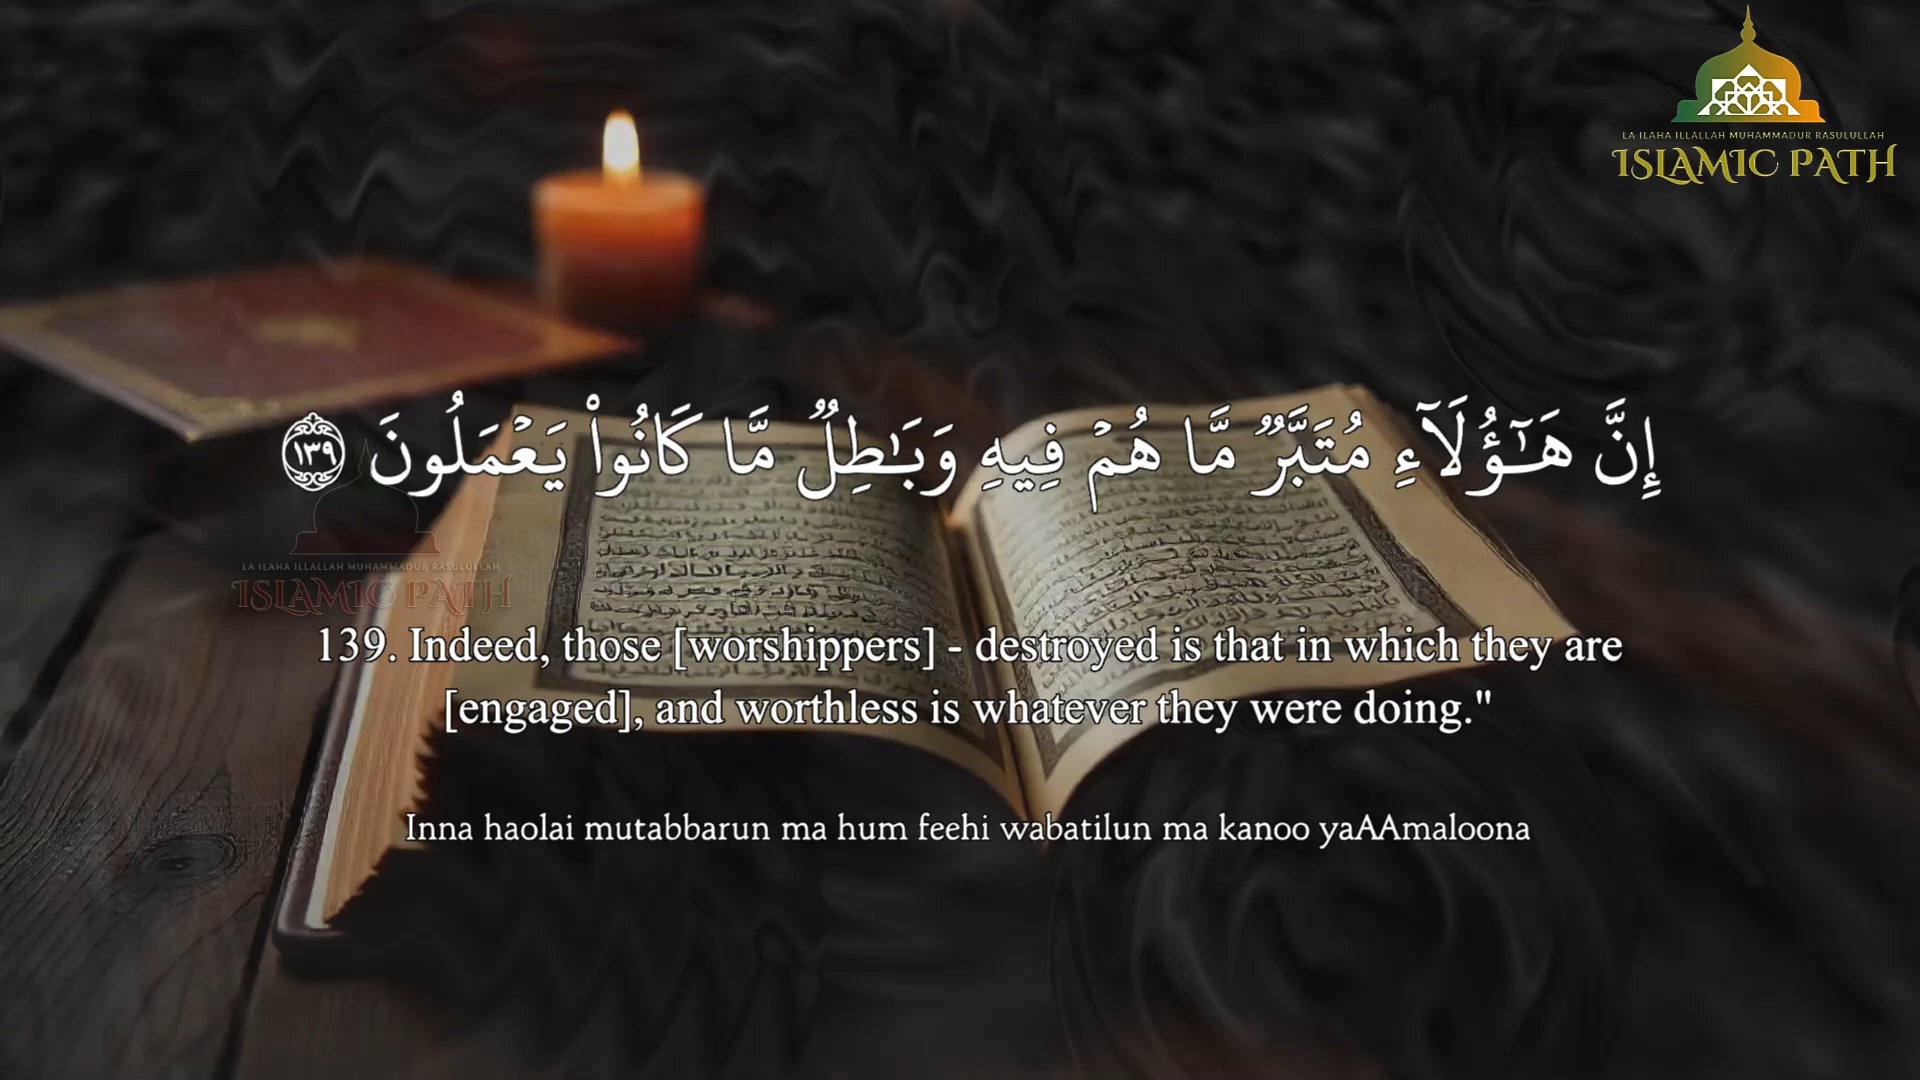 LA ILAHA ILLALLAH MUHAMMADUR RASULULLAH
ISLAMIC PATH
إِنَّ هَـٰٓؤُلَآءِ مُتَبَّرٌ مَّا هُمْ فِيهِ وَبَـٰطِلٌ مَّا كَانُوا۟ يَعْمَلُونَ ١٣٩
LA ILAHA ILLALLAH MUHAMMADUR RASULULLAH
ISLAMIC PATH
139. Indeed, those [worshippers] - destroyed is that in which they are
[engaged], and worthless is whatever they were doing."
Inna haolai mutabbarun ma hum feehi wabatilun ma kanoo yaAAmaloona